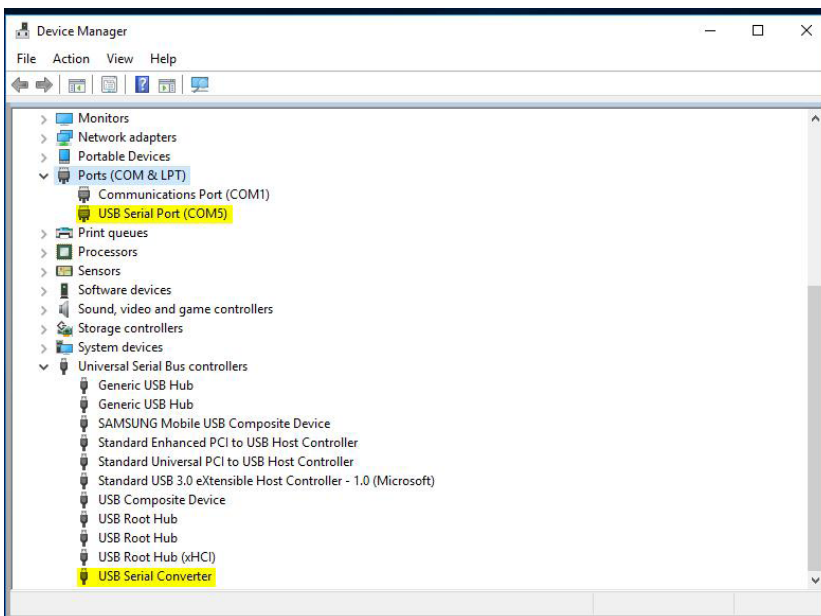 Device Manager
File Action View Help
Monitors
Network adapters
Portable Devices
Ports (COM & LPT)
Communications Port (COM1)
USB Serial Port (COM5)
Print queues
Processors
Sensors
Software devices
Sound, video and game controllers
Storage controllers
System devices
Universal Serial Bus controllers
Generic USB Hub
Generic USB Hub
SAMSUNG Mobile USB Composite Device
Standard Enhanced PCI to USB Host Controller
Standard Universal PCI to USB Host Controller
Standard USB 3.0 eXtensible Host Controller - 1.0 (Microsoft)
USB Composite Device
USB Root Hub
USB Root Hub
USB Root Hub (xHCI)
USB Serial Converter